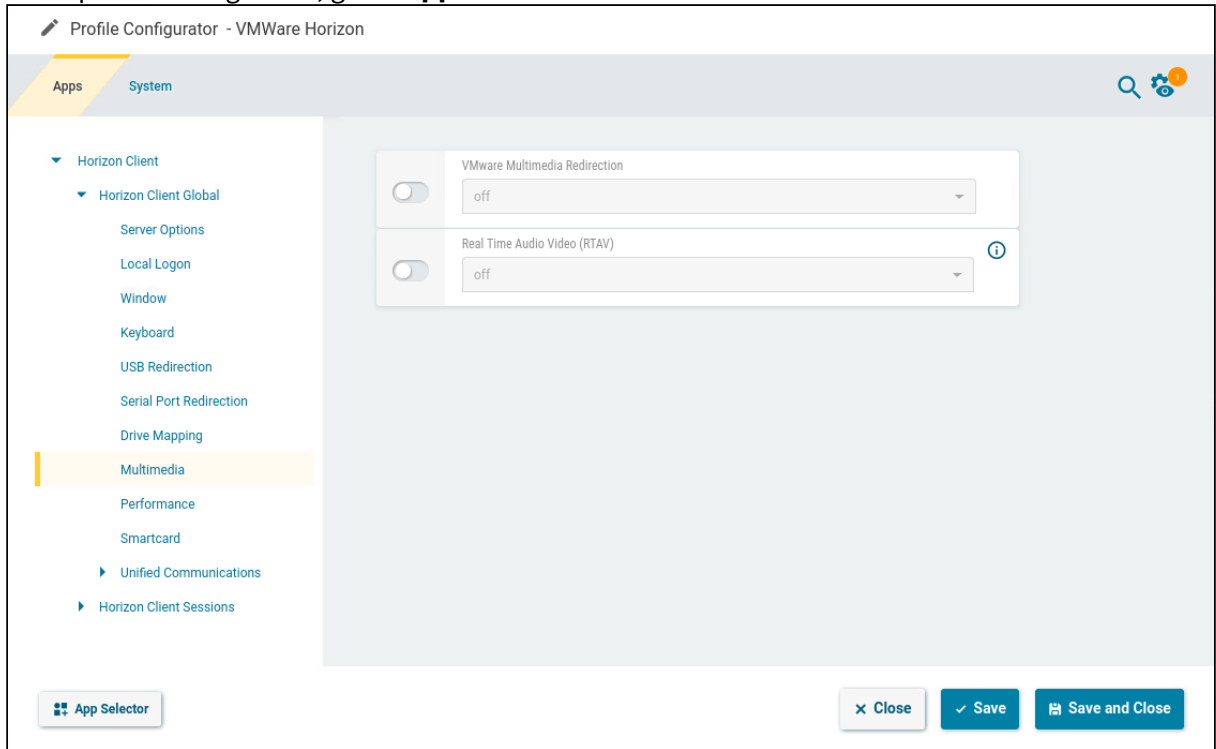 Profile Configurator - VMWare Horizon
Apps System
1
Horizon Client
Horizon Client Global
Server Options
Local Logon
Window
Keyboard
USB Redirection
Serial Port Redirection
Drive Mapping
Multimedia
Performance
Smartcard
Unified Communications
Horizon Client Sessions
VMware Multimedia Redirection
off
Real Time Audio Video (RTAV)
off
App Selector
Close
Save
Save and Close